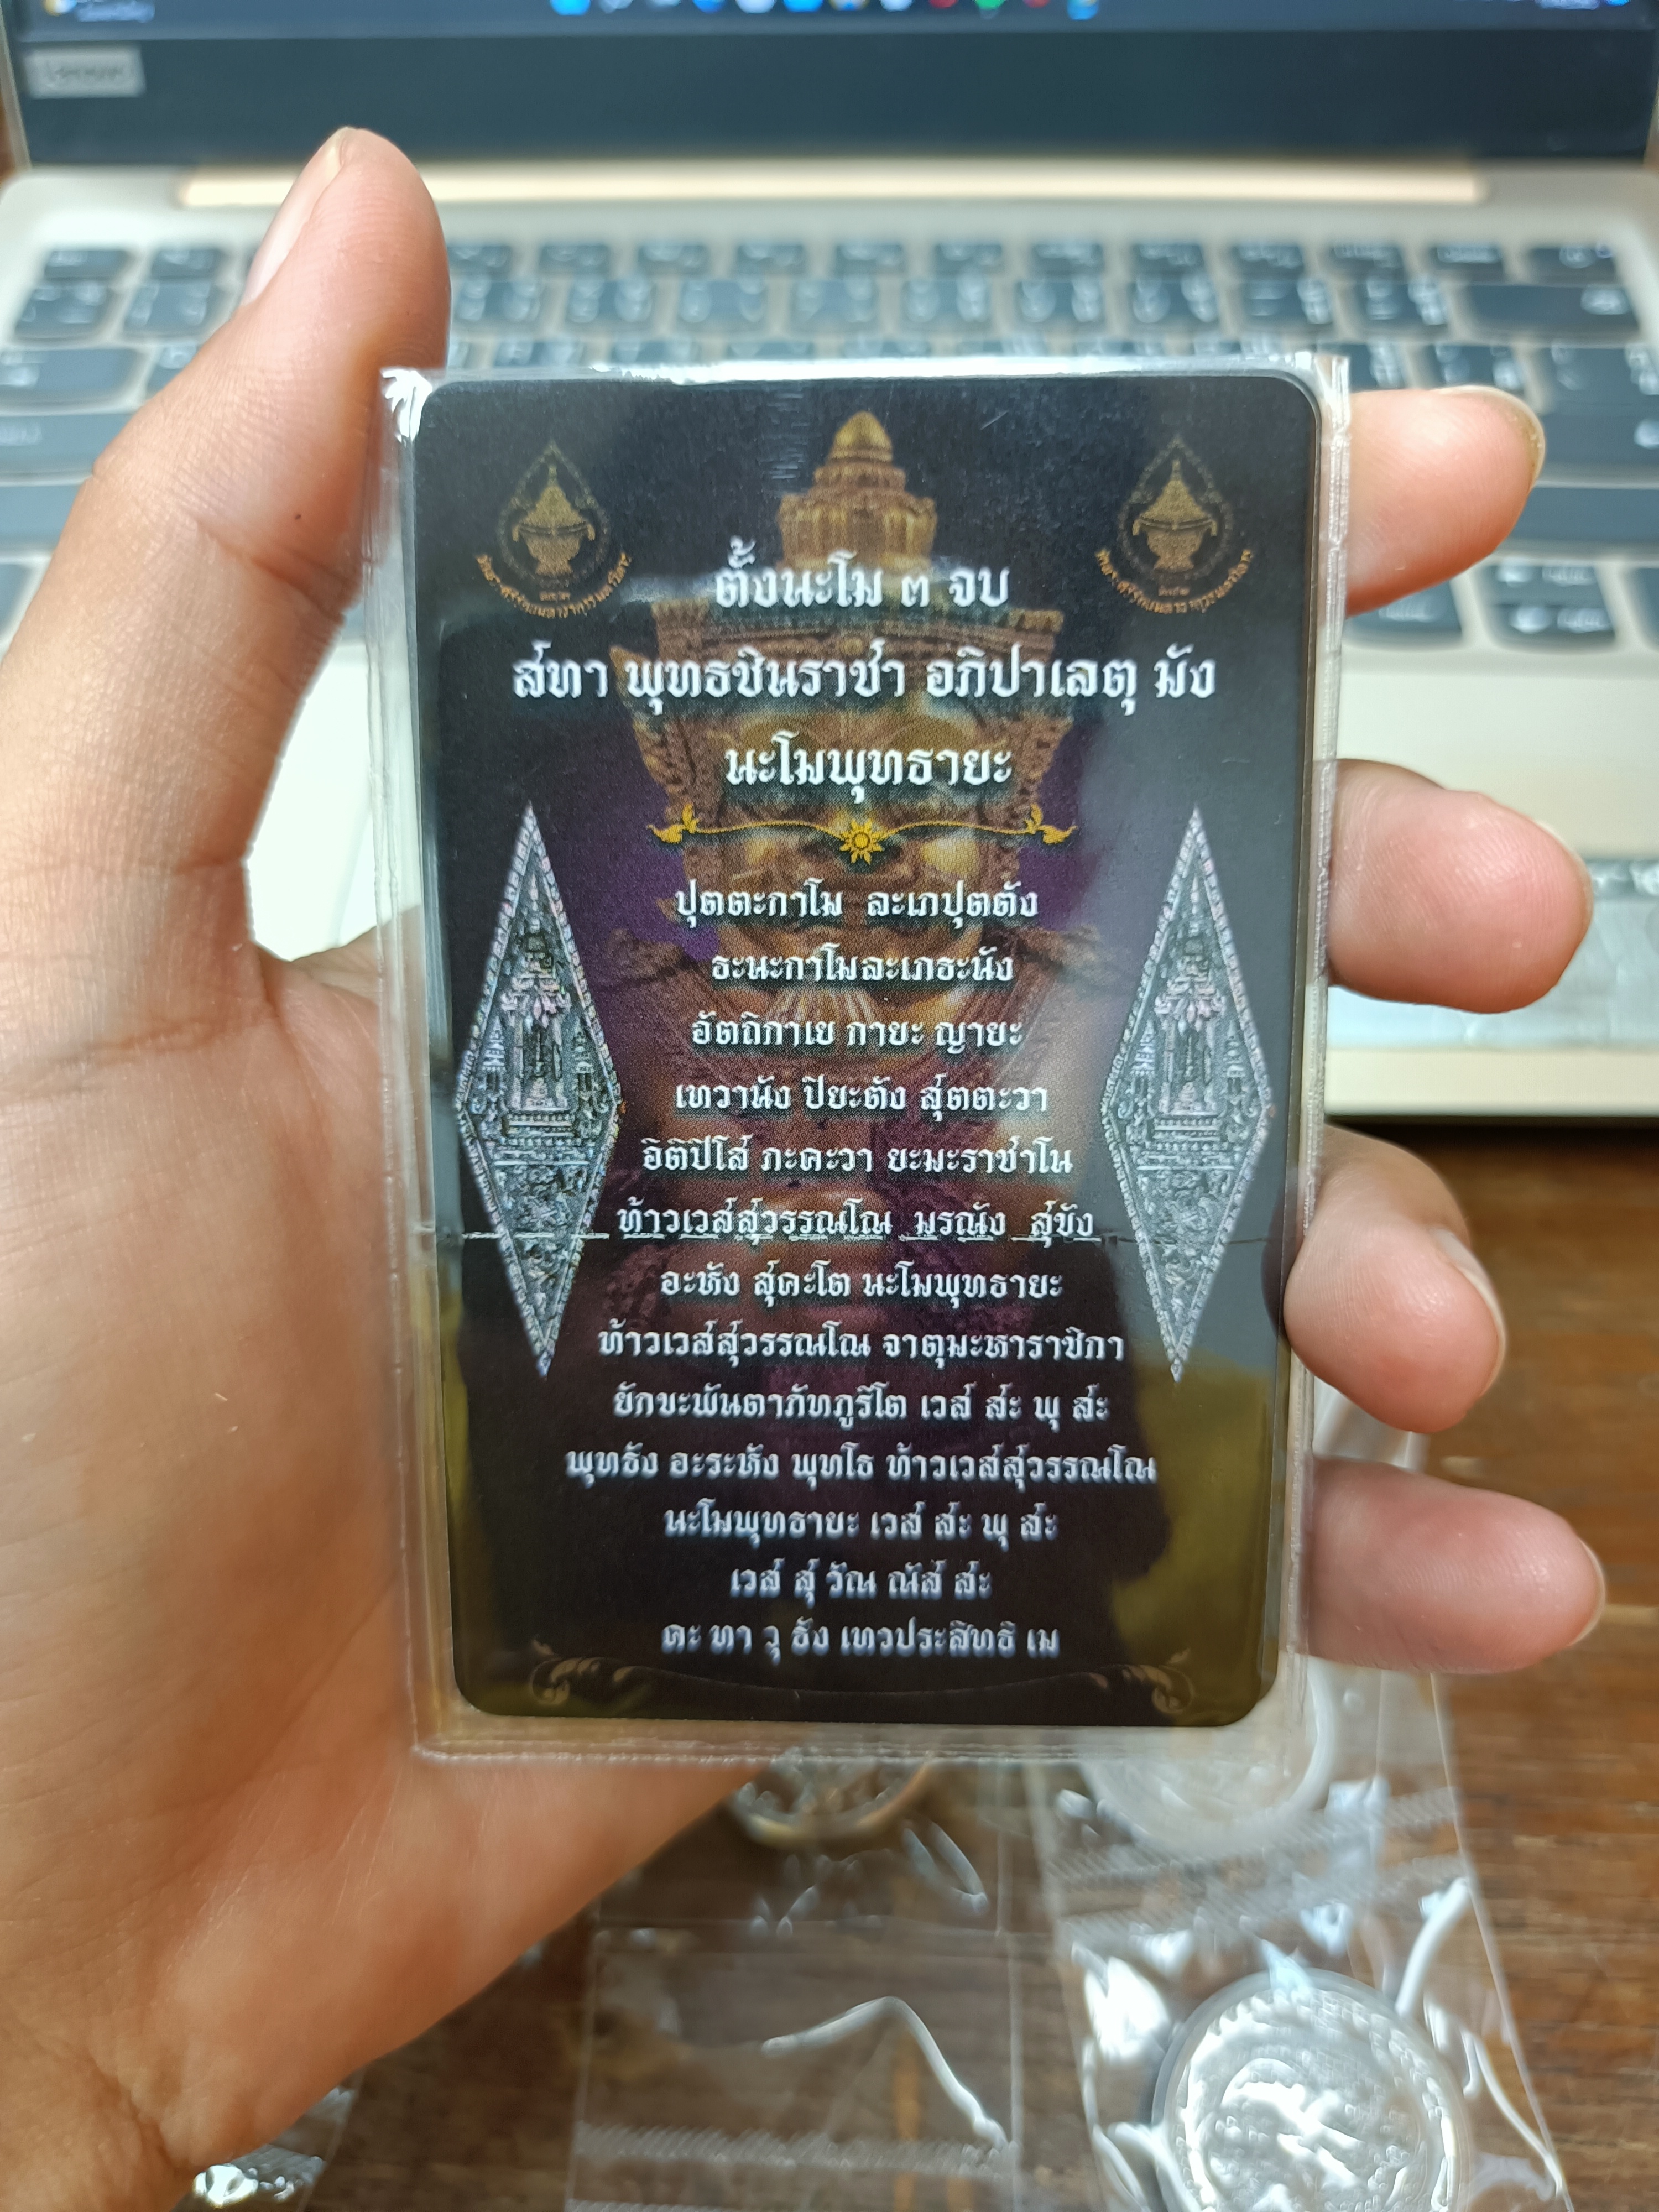 ตั้งนะโม ๓ จบ
ส์ทา พุทธชินราชา อภิปาเลตุ มัง
นะโมพุทธายะ
ปุตตะกาโม ละเภปุตตัง
ธะนะกาโมละเภธะนัง
อัตถิกาเย กายะ ญายะ
เทวานัง ปิยะตัง สุ์ตตะวา
อิติปิโส์ ภะคะวา ยะมะราชาโน
ท้าวเวส์สุ์วรรณโณ มรณัง สุ์ขัง
อะหัง สุ์คะโต นะโมพุทธายะ
ท้าวเวส์สุ์วรรณโณ จาตุมะหาราชิกา
ยักขะพันตาภัทภูริโต เวส์ ส์ะ พุ ส์ะ
พุทธัง อะระหัง พุทโธ ท้าวเวส์สุ์วรรณโณ
นะโมพุทธายะ เวส์ ส์ะ พุ ส์ะ
เวส์ สุ์ วัณ ณัส์ ส์ะ
คะ ทา วุ ธัง เทวประสิทธิ เม